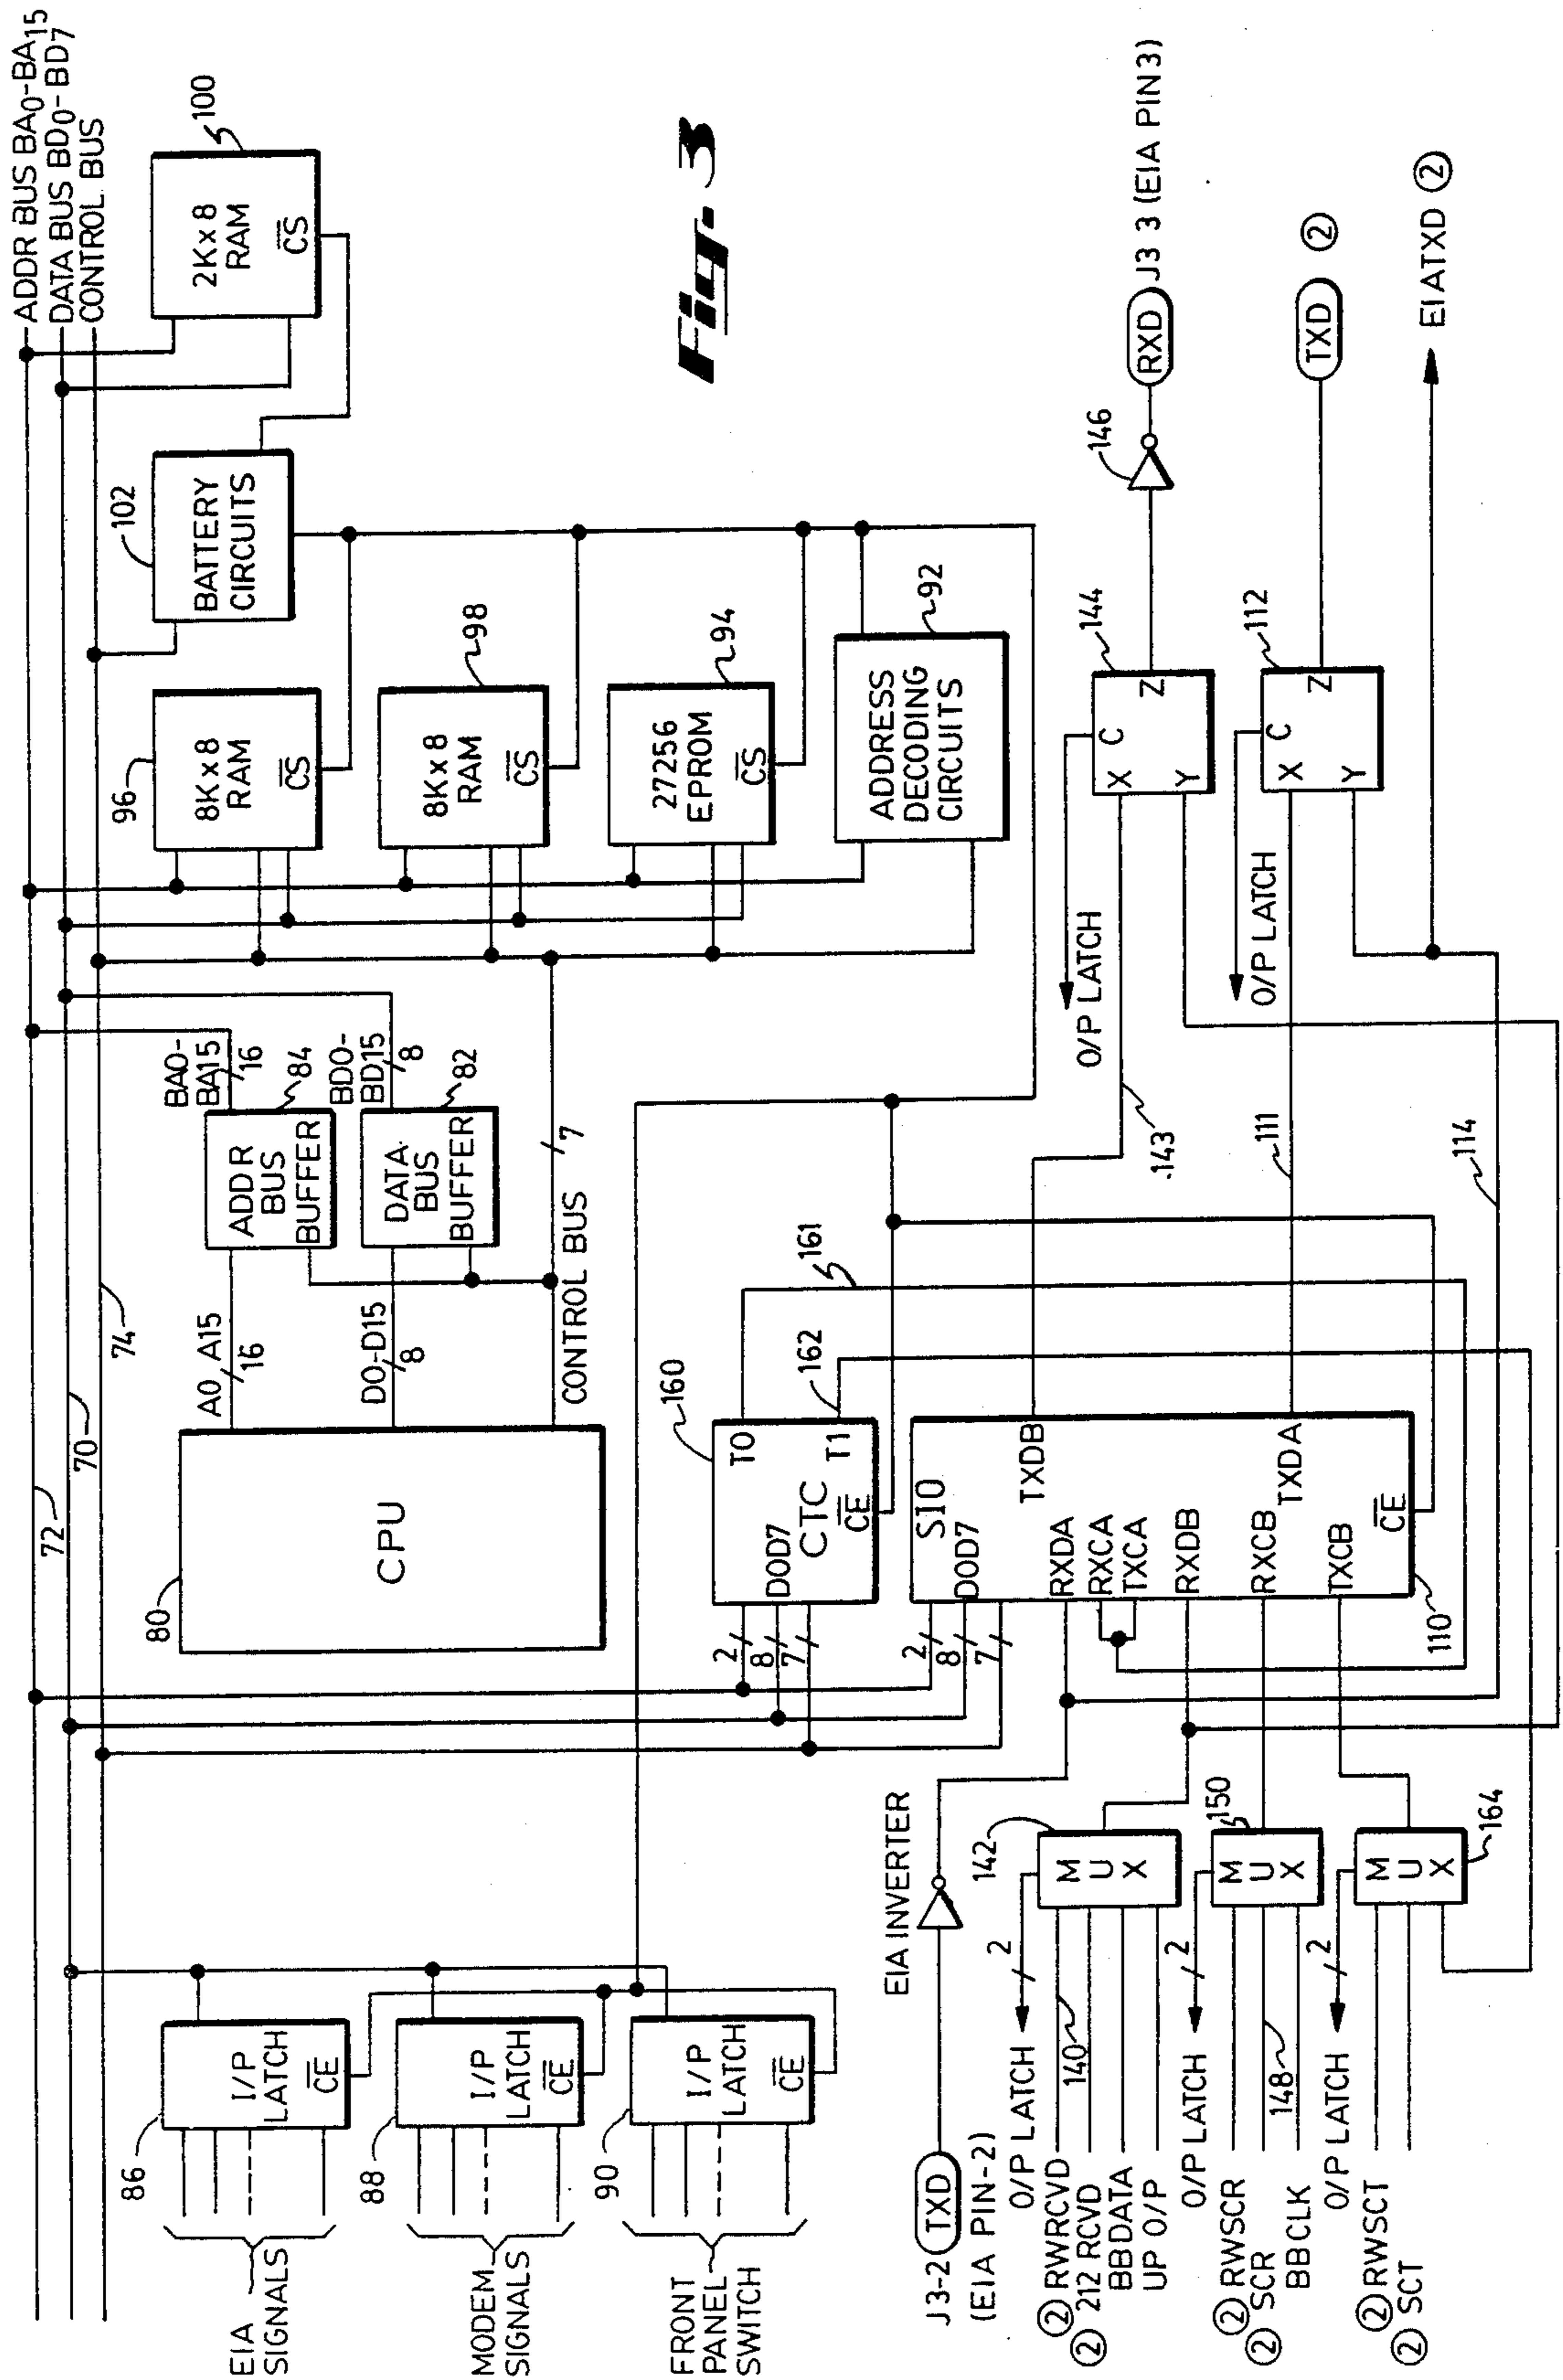 ADDR BUS BA0-BA15
DATA BUS BD0-BD7
CONTROL BUS
72
70
74
100
2K x 8
RAM
CS
102
BATTERY
CIRCUITS
96
8K x 8
RAM
CS
98
8K x 8
RAM
CS
94
27256
EPROM
CS
92
ADDRESS
DECODING
CIRCUITS
BA0-
BA15
16
84
ADDR
BUS
BUFFER
BD0-
BD15
8
82
DATA
BUS
BUFFER
7
CONTROL BUS
A0 A15
16
D0-D15
8
80
CPU
86
I/P
LATCH
CE
EIA
SIGNALS
88
I/P
LATCH
CE
MODEM
SIGNALS
90
I/P
LATCH
CE
FRONT
PANEL
SWITCH
160
T0
T1
D0D7
CTC
CE
2
8
7
161
162
SI0
D0D7
2
8
7
TXDB
RXDA
RXCA
TXCA
RXDB
RXCB
TXDA
TXCB
CE
110
EIA INVERTER
J3-2 TXD
(EIA PIN-2)
O/P LATCH
2
142
MUX
② RWRCVD
140
② 212 RCVD
BBDATA
UP O/P
O/P LATCH
2
150
MUX
② RWSCR
② SCR
148
BBCLK
O/P LATCH
2
164
MUX
② RWSCT
② SCT
143
111
114
O/P LATCH
144
C
X
Y
Z
146
RXD
J3 3 (EIA PIN 3)
O/P LATCH
112
C
X
Y
Z
TXD
②
EIATXD ②
Fig. 3